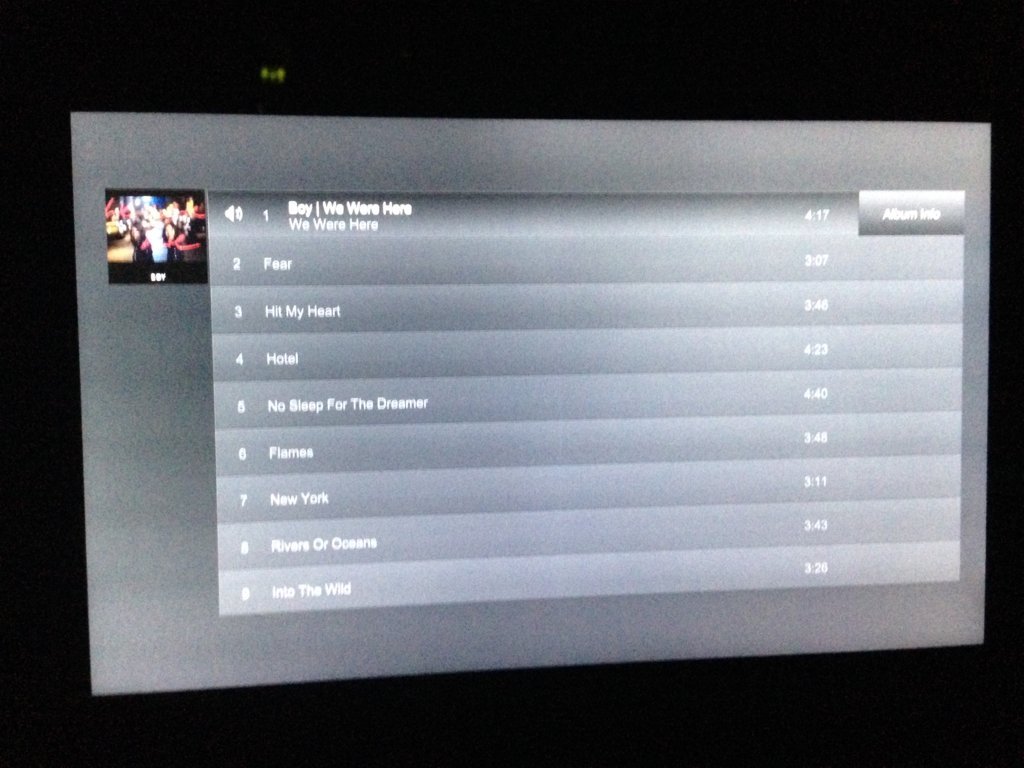 BOY
1 Boy | We Were Here 4:17
We Were Here
Album Info
2 Fear 3:07
3 Hit My Heart 3:46
4 Hotel 4:23
5 No Sleep For The Dreamer 4:40
6 Flames 3:48
7 New York 3:11
8 Rivers Or Oceans 3:43
9 Into The Wild 3:26